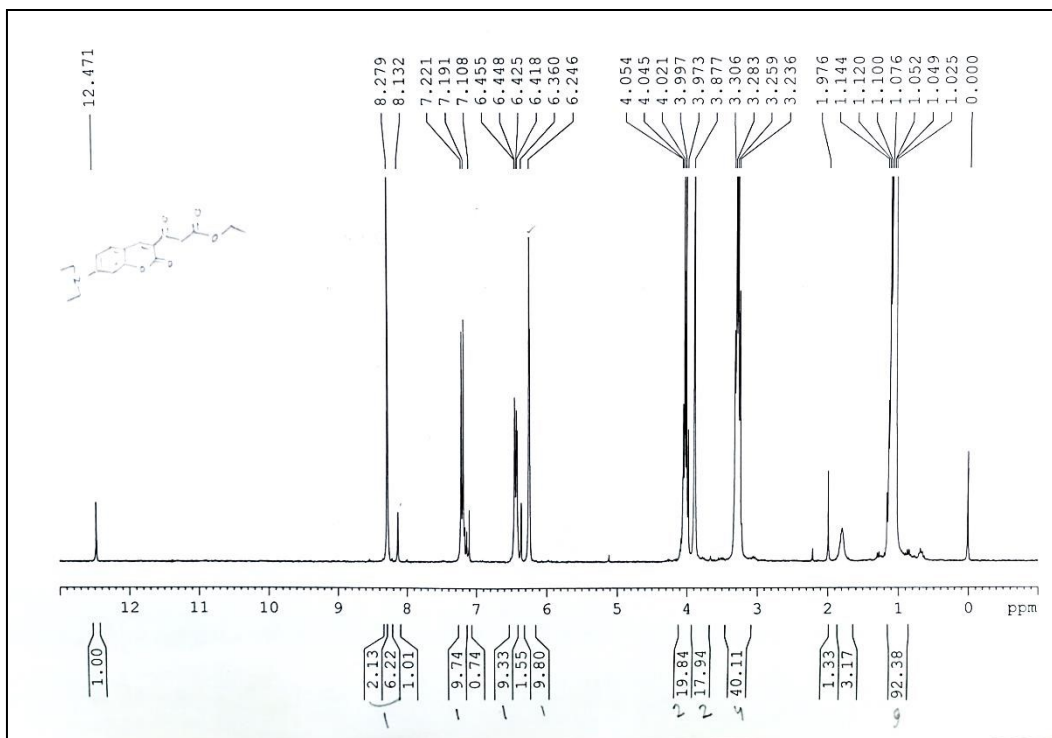 12.471 8.279 8.132 7.221 7.191 7.108 6.455 6.448 6.425 6.418 6.360 6.246 4.054 4.045 4.021 3.997 3.973 3.877 3.306 3.283 3.259 3.236 1.976 1.144 1.120 1.100 1.076 1.052 1.049 1.025 0.000
O O
O
N O O
12 11 10 9 8 7 6 5 4 3 2 1 0 ppm
1.00 2.13 6.22 1.01 9.74 0.74 9.33 1.55 9.80 19.84 17.94 40.11 1.33 3.17 92.38
1 1 1 1 2 2 4 9